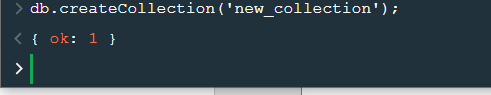 > db.createCollection('new_collection');
< { ok: 1 }
>